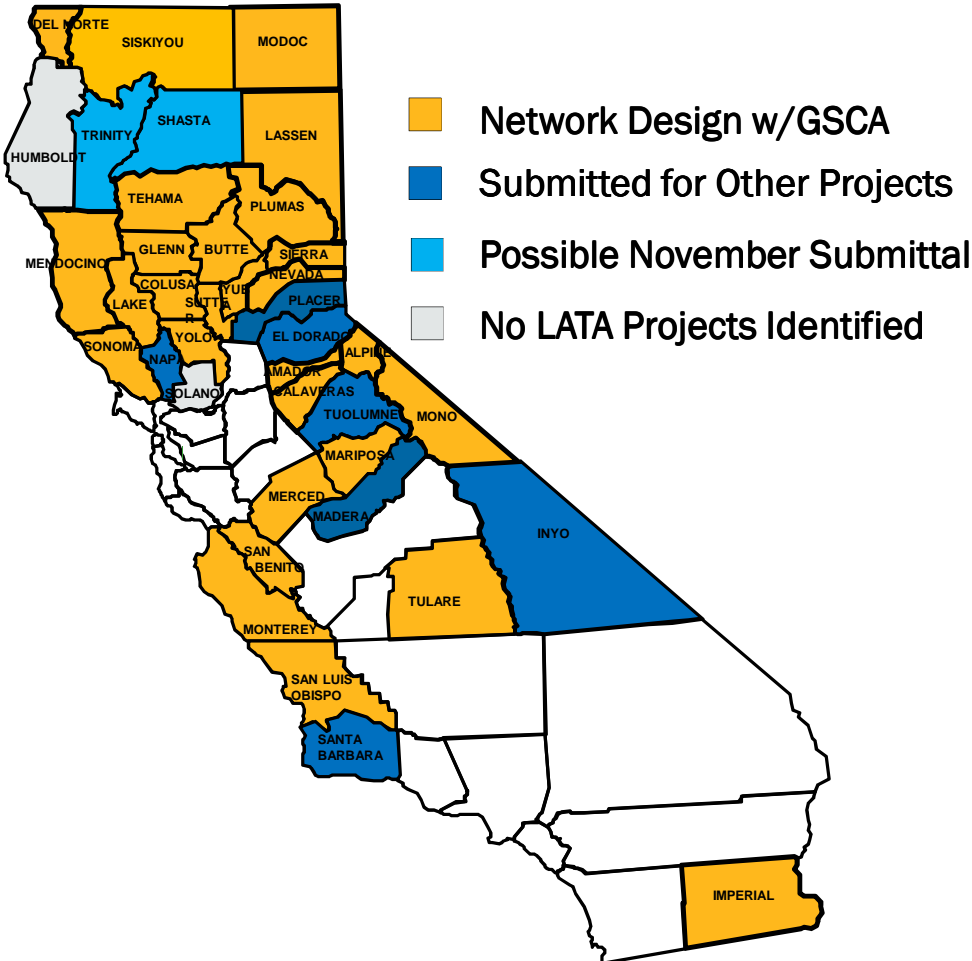 DEL NORTE
SISKIYOU
MODOC
TRINITY
SHASTA
LASSEN
HUMBOLDT
TEHAMA
PLUMAS
GLENN
BUTTE
SIERRA
MENDOCINO
NEVADA
COLUSA
YUBA
LAKE
SUTTER
PLACER
SONOMA
YOLO
EL DORADO
NAPA
ALPINE
AMADOR
SOLANO
CALAVERAS
TUOLUMNE
MONO
MARIPOSA
MERCED
MADERA
INYO
SAN
BENITO
TULARE
MONTEREY
SAN LUIS
OBISPO
SANTA
BARBARA
IMPERIAL
Network Design w/GSCA
Submitted for Other Projects
Possible November Submittal
No LATA Projects Identified